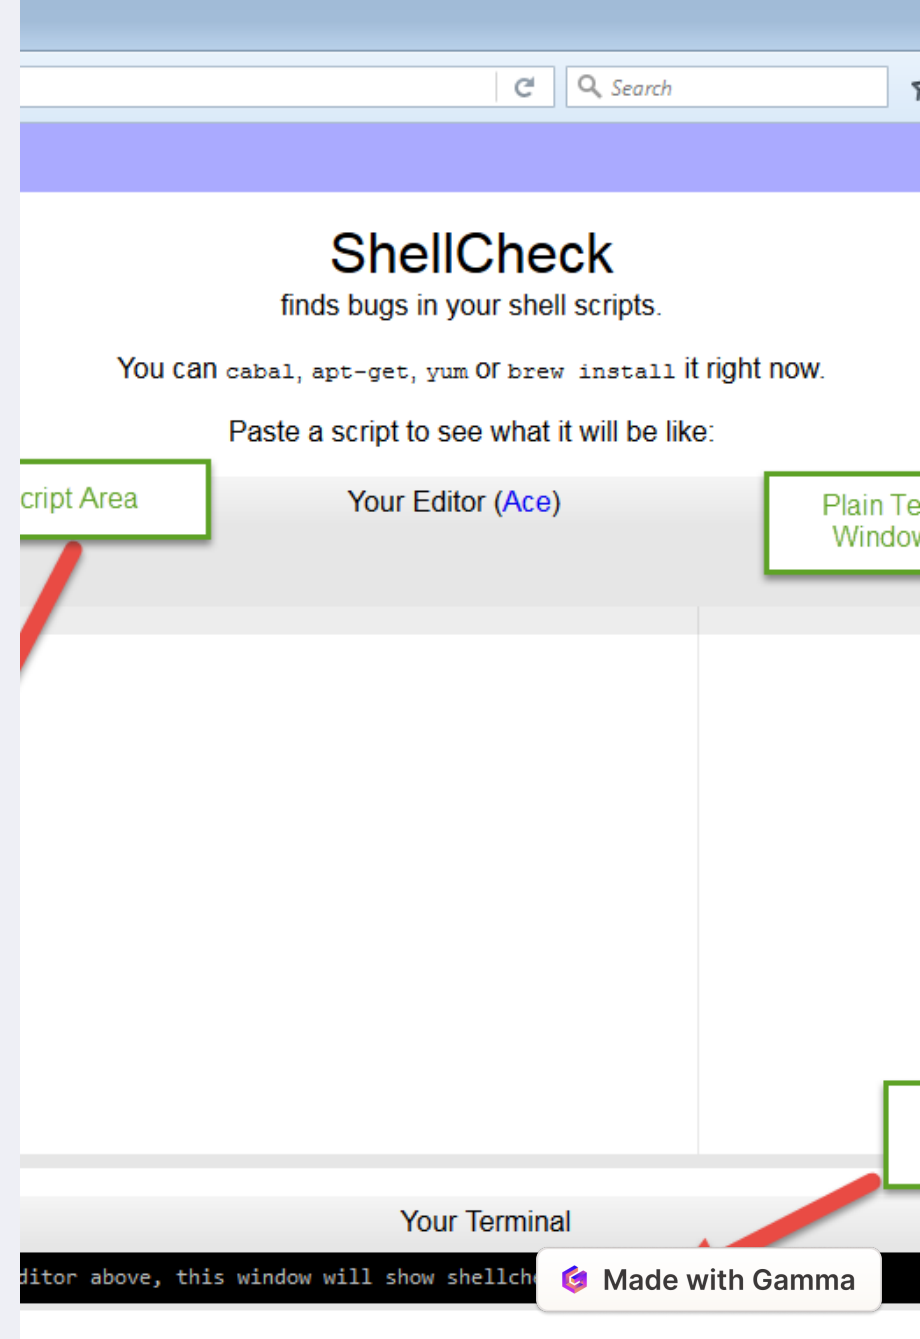 Search
ShellCheck
finds bugs in your shell scripts.
You can cabal, apt-get, yum or brew install it right now.
Paste a script to see what it will be like:
cript Area
Your Editor (Ace)
Plain Te
Window
Your Terminal
ditor above, this window will show shellche
Made with Gamma